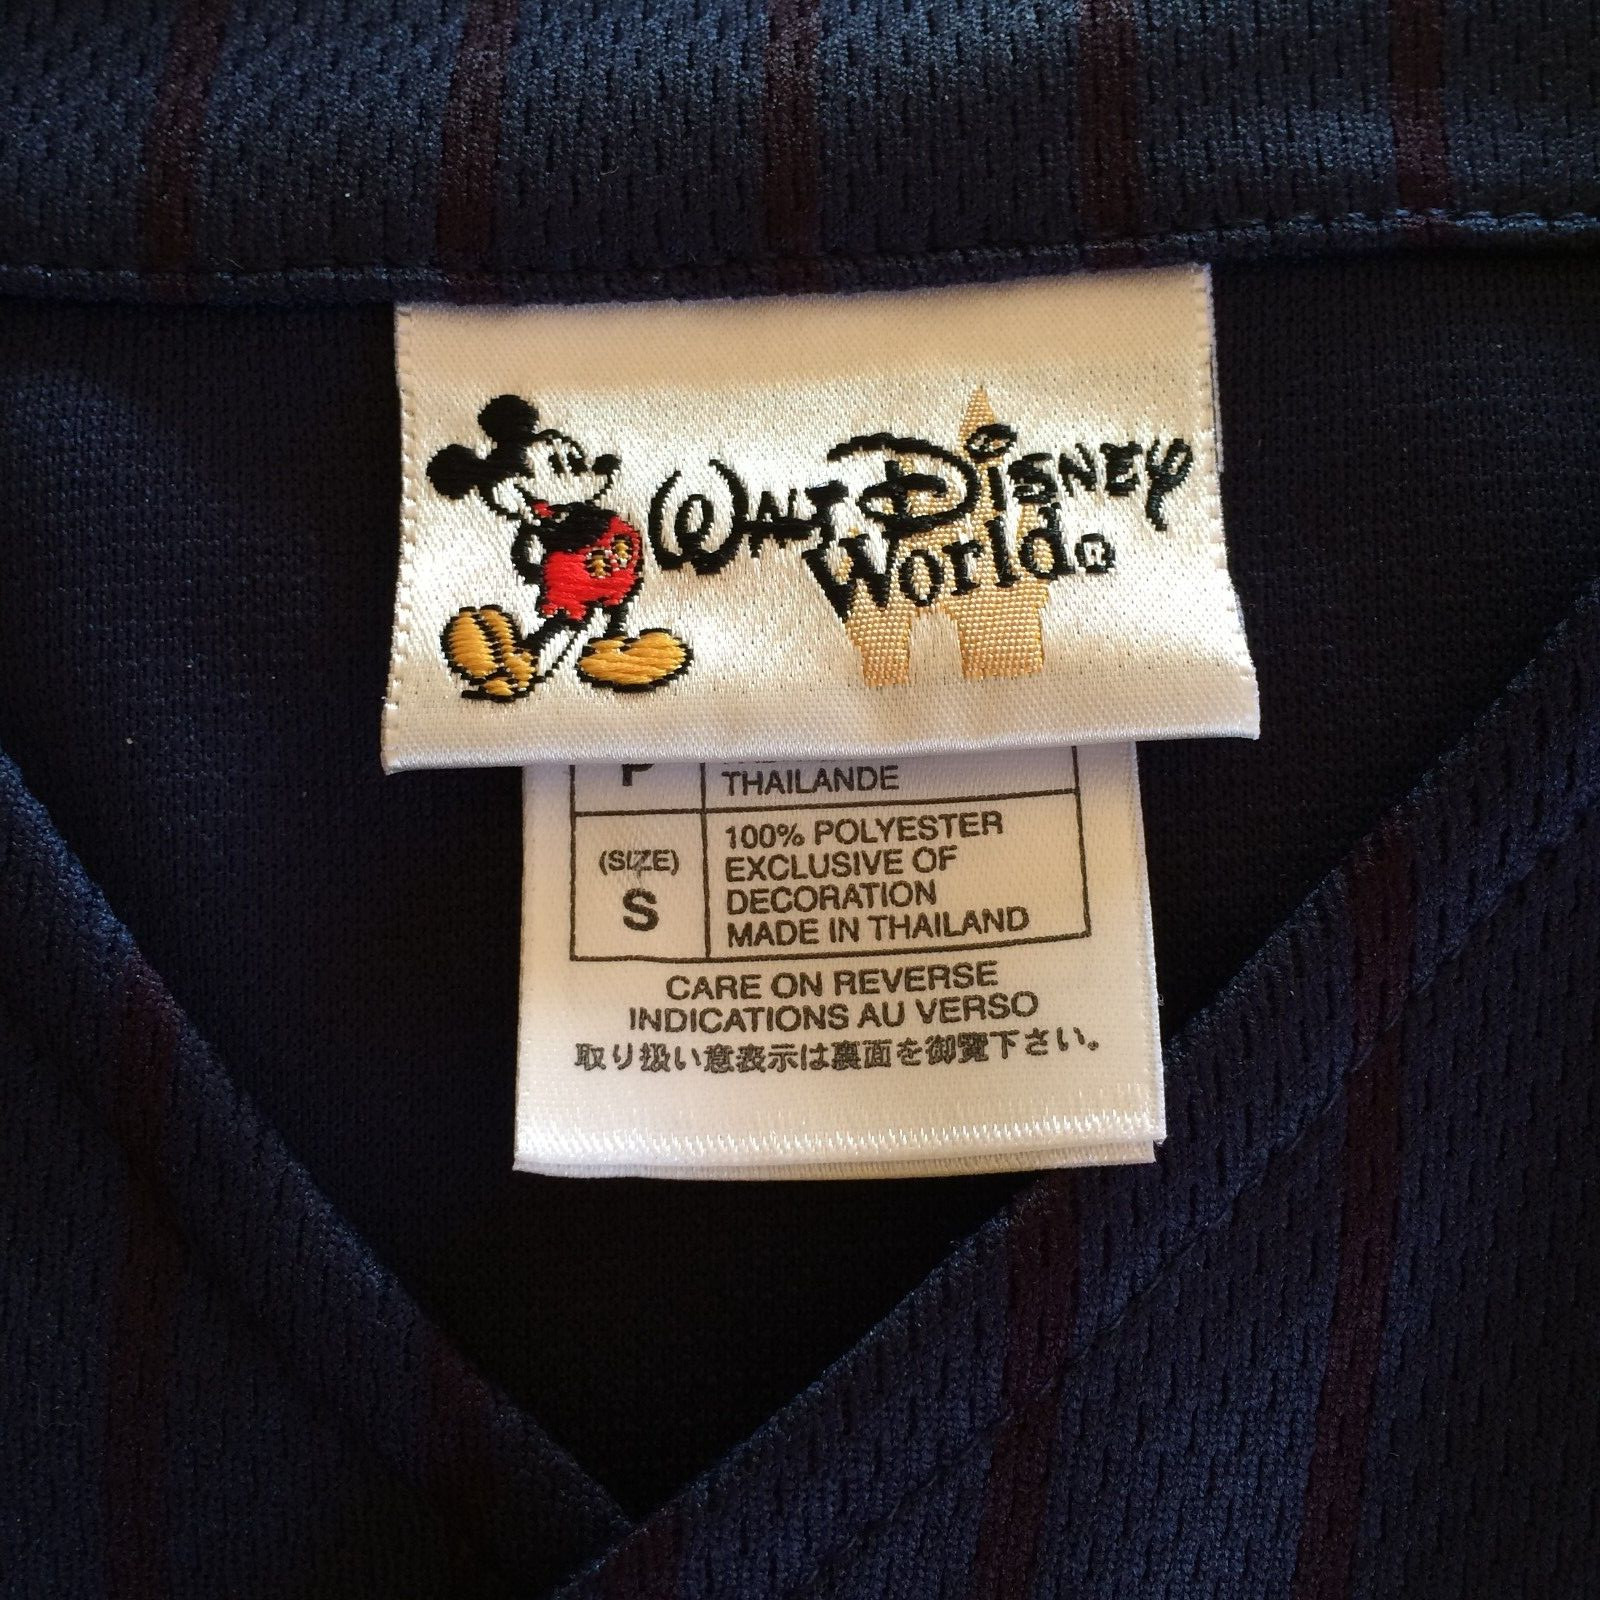 WALT DISNEY
World®
P
THAILANDE
(SIZE)
S
100% POLYESTER
EXCLUSIVE OF
DECORATION
MADE IN THAILAND
CARE ON REVERSE
INDICATIONS AU VERSO
取り扱い意表示は裏面を御覧下さい。